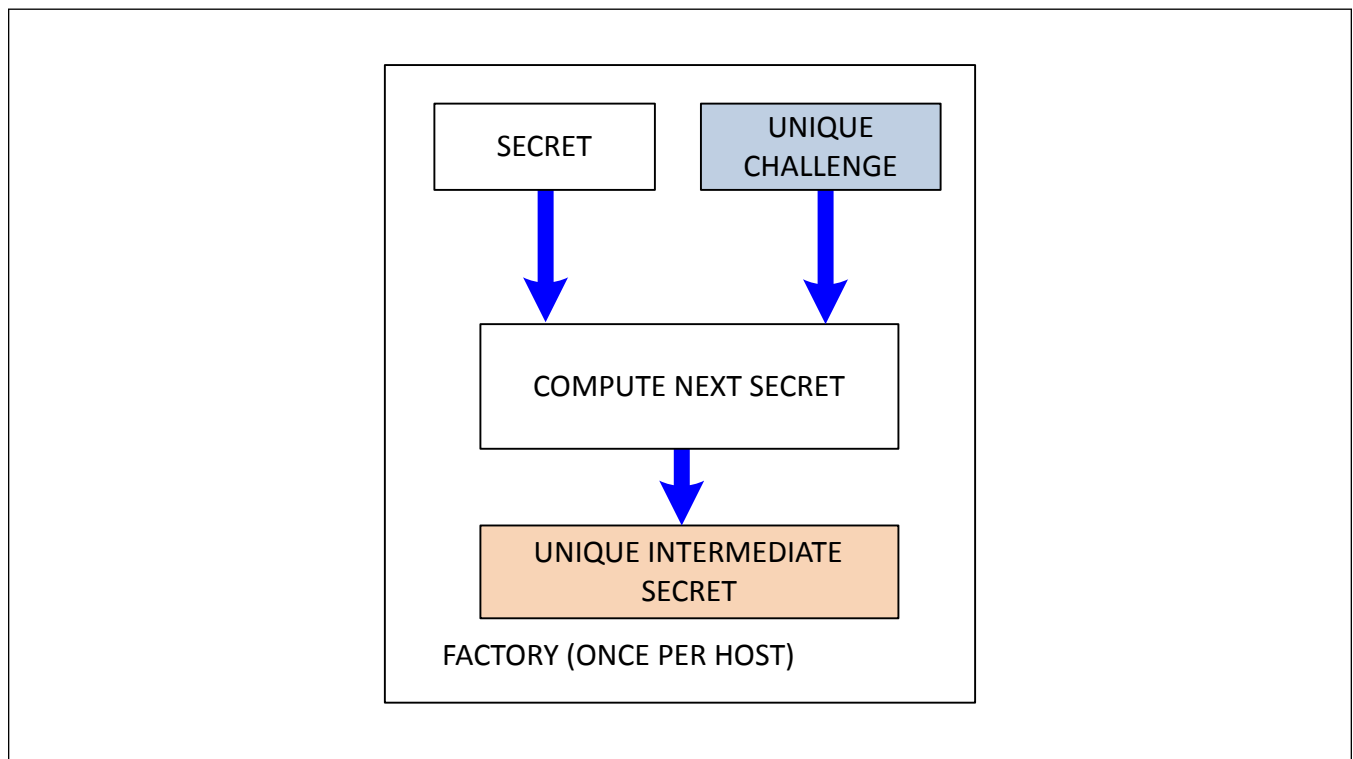 SECRET
UNIQUE
CHALLENGE
COMPUTE NEXT SECRET
UNIQUE INTERMEDIATE
SECRET
FACTORY (ONCE PER HOST)